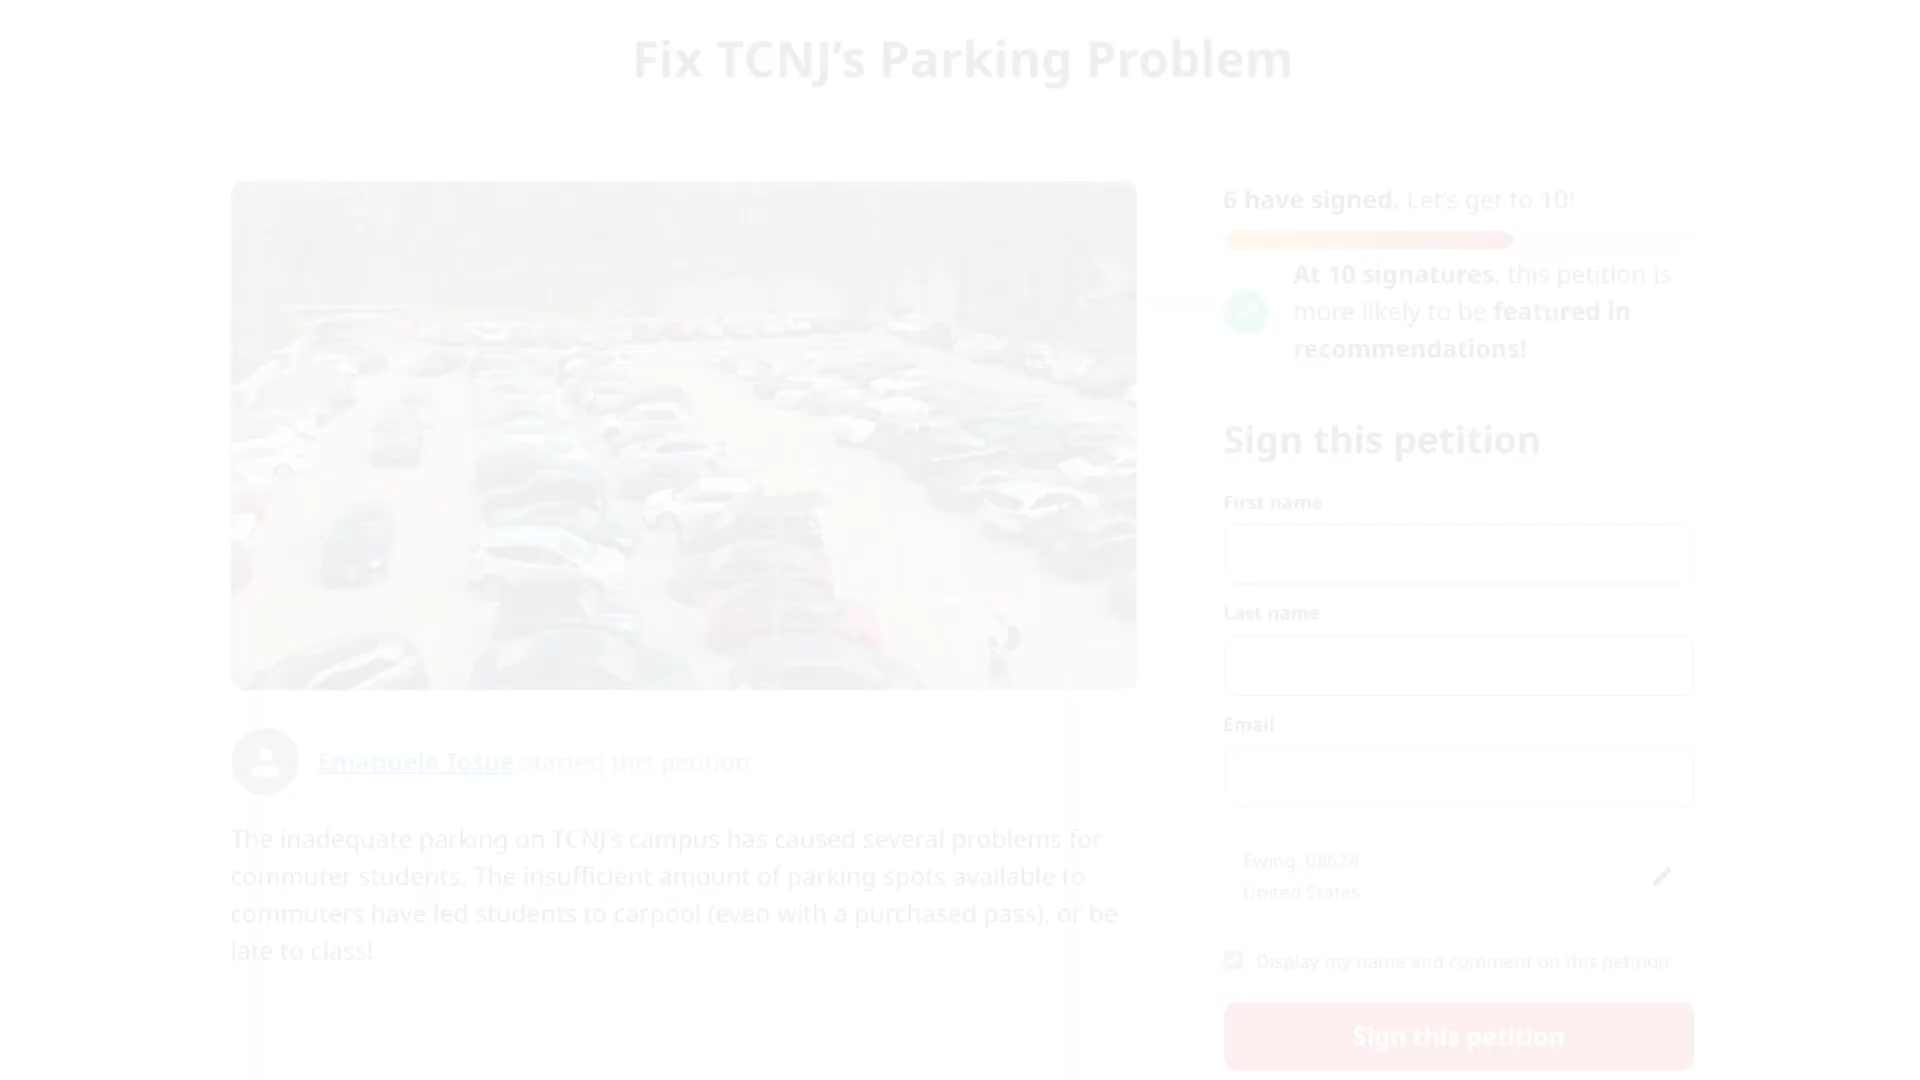 Fix TCNJ’s Parking Problem
6 have signed. Let's get to 10!
At 10 signatures, this petition is
more likely to be featured in
recommendations!
Sign this petition
First name
Last name
Email
Emanuele Iosue started this petition
The inadequate parking on TCNJ's campus has caused several problems for
commuter students. The insufficient amount of parking spots available to
commuters have led students to carpool (even with a purchased pass), or be
late to class!
Ewing, 08628
United States
Display my name and comment on this petition
Sign this petition